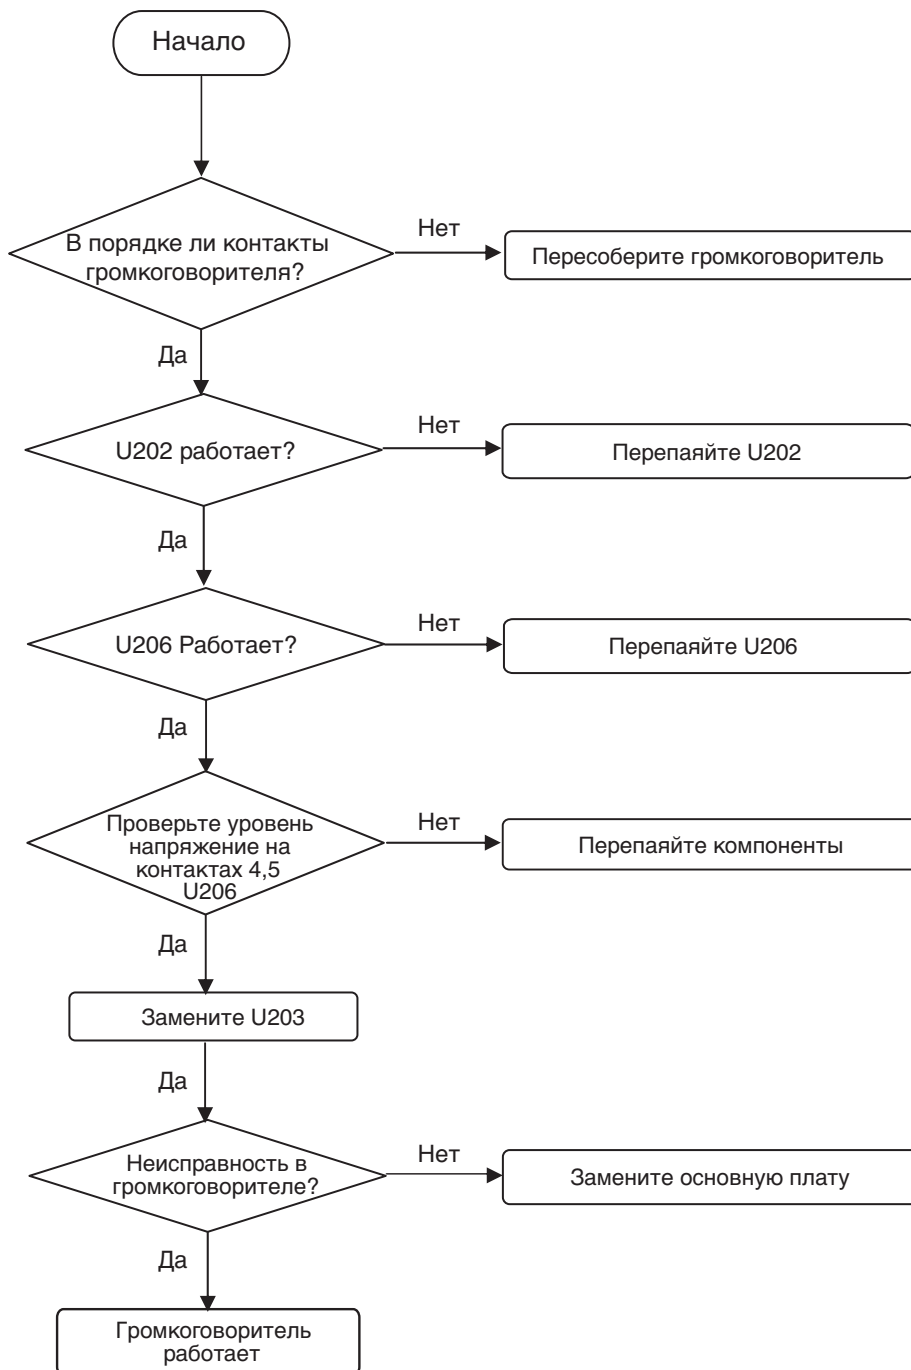 Начало
В порядке ли контакты
громкоговорителя?
Нет
Пересоберите громкоговоритель
Да
U202 работает?
Нет
Перепаяйте U202
Да
U206 Работает?
Нет
Перепаяйте U206
Да
Проверьте уровень
напряжение на
контактах 4,5
U206
Нет
Перепаяйте компоненты
Да
Замените U203
Да
Неисправность в
громкоговорителе?
Нет
Замените основную плату
Да
Громкоговоритель
работает